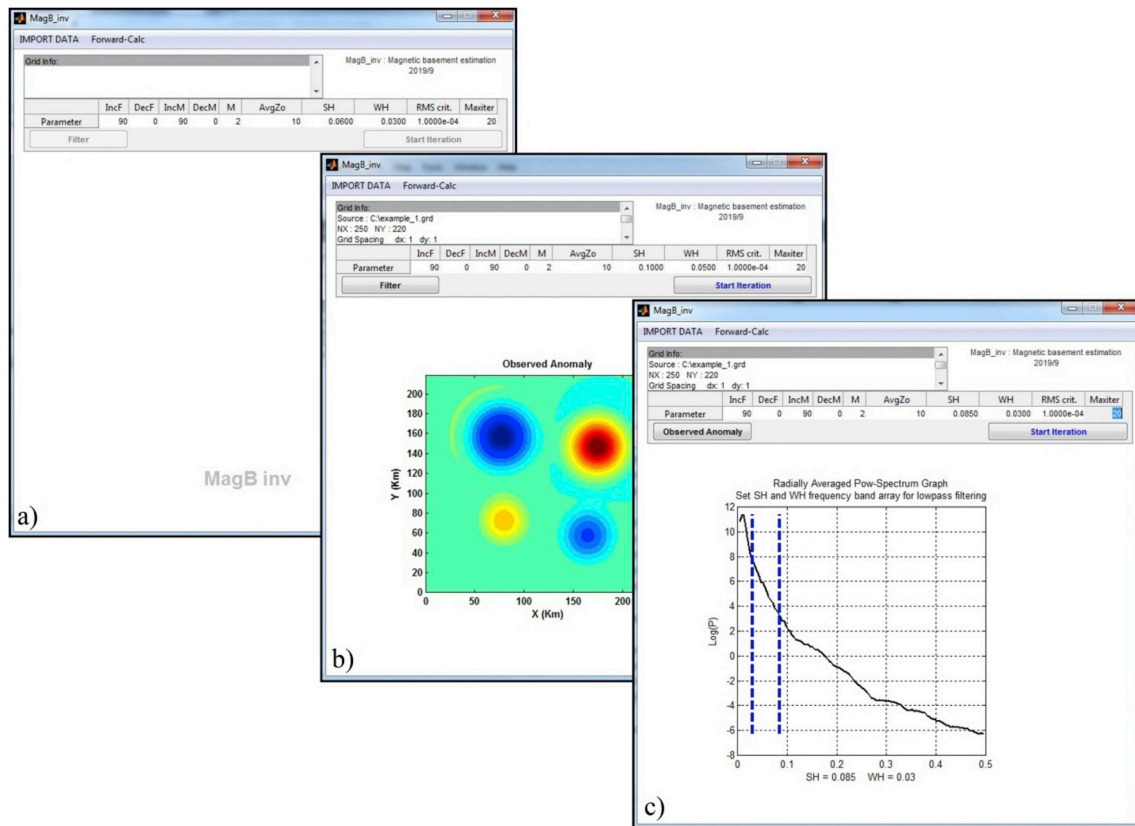 MagB_inv
IMPORT DATA Forward-Calc
Grid Info:
MagB_inv : Magnetic basement estimation
2019/9
IncF DecF IncM DecM M AvgZo SH WH RMS crit. Maxiter
Parameter 90 0 90 0 2 10 0.0600 0.0300 1.0000e-04 20
Filter Start Iteration
MagB inv
a)
MagB_inv
IMPORT DATA Forward-Calc
Grid Info:
Source : C:\example_1.grd
NX : 250 NY : 220
Grid Spacing dx: 1 dy: 1
MagB_inv : Magnetic basement estimation
2019/9
IncF DecF IncM DecM M AvgZo SH WH RMS crit. Maxiter
Parameter 90 0 90 0 2 10 0.1000 0.0500 1.0000e-04 20
Filter Start Iteration
Observed Anomaly
200
180
160
140
120
100
80
60
40
20
0
Y (Km)
0 50 100 150 200
X (Km)
b)
MagB_inv
IMPORT DATA Forward-Calc
Grid Info:
Source : C:\example_1.grd
NX : 250 NY : 220
Grid Spacing dx: 1 dy: 1
MagB_inv : Magnetic basement estimation
2019/9
IncF DecF IncM DecM M AvgZo SH WH RMS crit. Maxiter
Parameter 90 0 90 0 2 10 0.0850 0.0300 1.0000e-04 20
Observed Anomaly Start Iteration
Radially Averaged Pow-Spectrum Graph
Set SH and WH frequency band array for lowpass filtering
12
10
8
6
4
2
0
-2
-4
-6
-8
Log(P)
0 0.1 0.2 0.3 0.4 0.5
SH = 0.085 WH = 0.03
c)